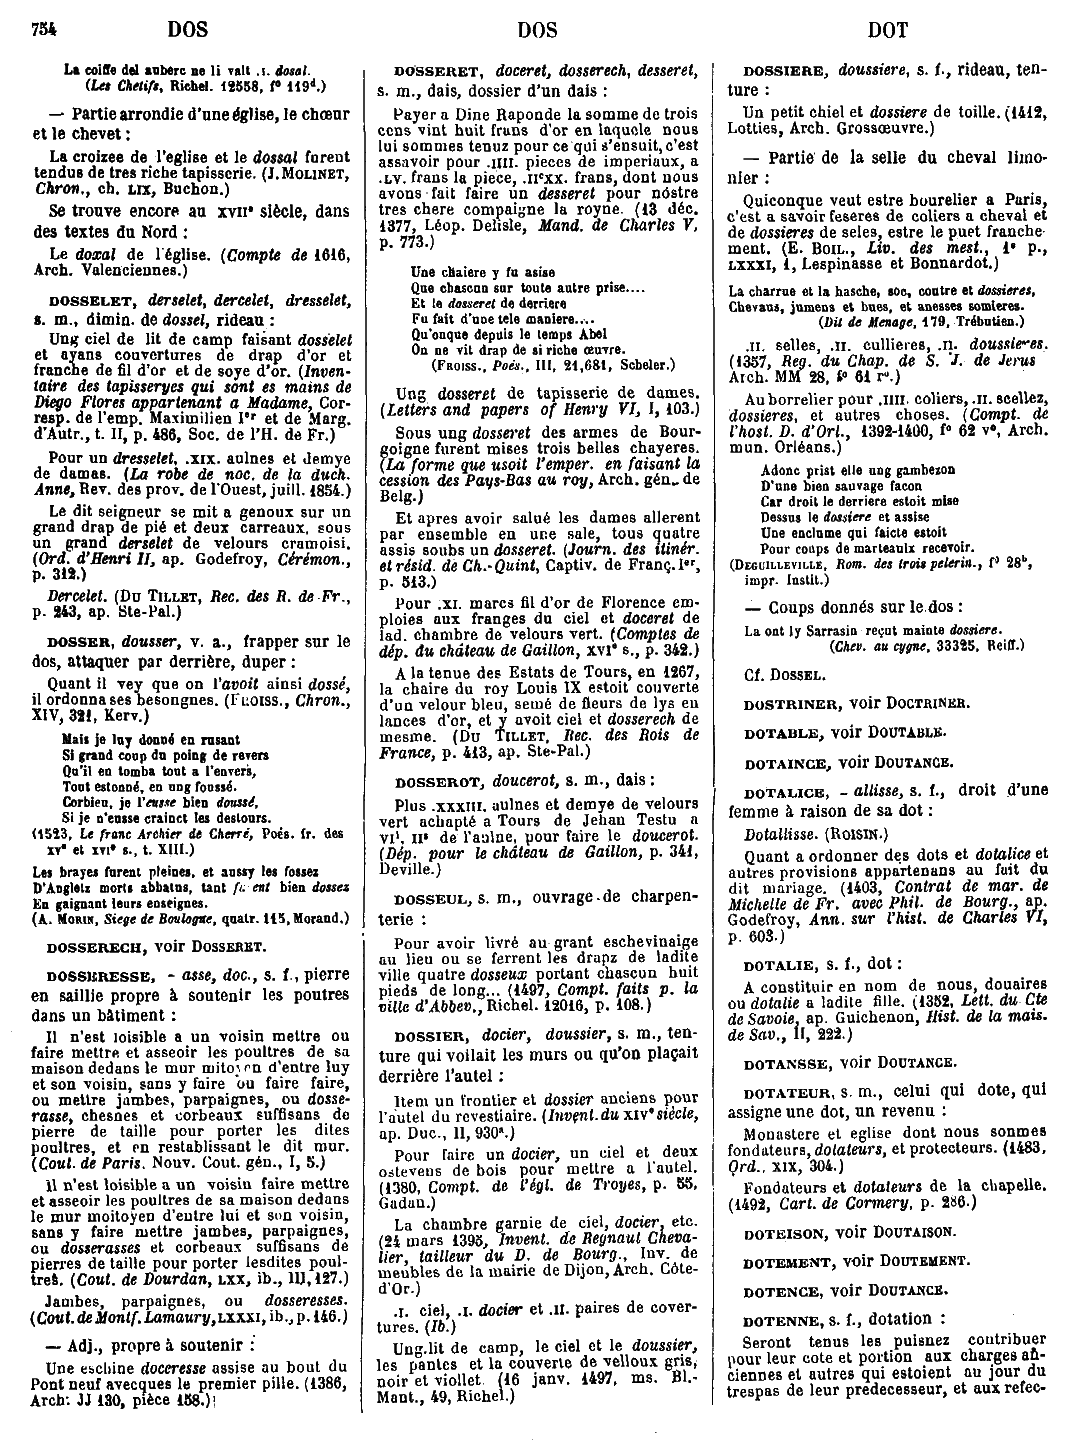 754 DOS DOS DOT
La coiffe del auberc ne li valt .I. dosal.
(Les Chetifs, Richel. 12558, f° 119d.)
— Partie arrondie d'une église, le chœur
et le chevet :
La croizee de l'eglise et le dossal furent
tendus de tres riche tapisserie. (J. MOLINET,
Chron., ch. LIX, Buchon.)
Se trouve encore au XVIIe siècle, dans
des textes du Nord :
Le doxal de l'église. (Compte de 1616,
Arch. Valenciennes.)
DOSSELET, derselet, dercelet, dresselet,
s. m., dimin. de dossel, rideau :
Ung ciel de lit de camp faisant dosselet
et ayans couvertures de drap d'or et
franche de fil d'or et de soye d'or. (Inven-
taire des tapisseryes qui sont es mains de
Diego Flores appartenant a Madame, Cor-
resp. de l'emp. Maximilien Ier et de Marg.
d'Autr., t. II, p. 486, Soc. de l'H. de Fr.)
Pour un dresselet, .XIX. aulnes et demye
de damas. (La robe de noc. de la duch.
Anne, Rev. des prov. de l'Ouest, juill. 1854.)
Le dit seigneur se mit a genoux sur un
grand drap de pié et deux carreaux, sous
un grand derselet de velours cramoisi.
(Ord. d'Henri II, ap. Godefroy, Cérémon.,
p. 312.)
Dercelet. (DU TILLET, Rec. des R. de Fr.,
p. 243, ap. Ste-Pal.)
DOSSER, dousser, v. a., frapper sur le
dos, attaquer par derrière, duper :
Quant il vey que on l'avoit ainsi dossé,
il ordonna ses besongnes. (FROISS., Chron.,
XIV, 321, Kerv.)
Mais je luy donné en rusant
Si grand coup du poing de revers
Qu'il en tomba tout a l'envers,
Tout estonné, en ung foussé.
Corbieu, je l'eusse bien doussé,
Si je n'eusse crainct les destours.
(1523, Le franc Archier de Cherré, Poés. fr. des
XVe et XVIe s., t. XIII.)
Les brayes furent pleines, et aussy les fossez
D'Angloiz morts abbatus, tant furent bien dossez
En gaignant leurs enseignes.
(A. MORIN, Siege de Boulogne, quatr. 115, Morand.)
DOSSERECH, voir DOSSERET.
DOSSERESSE, - asse, doc., s. f., pierre
en saillie propre à soutenir les poutres
dans un bâtiment :
Il n'est loisible a un voisin mettre ou
faire mettre et asseoir les poultres de sa
maison dedans le mur mitoyen d'entre luy
et son voisin, sans y faire ou faire faire,
ou mettre jambes, parpaignes, ou dosse-
rasse, chesnes et corbeaux suffisans de
pierre de taille pour porter les dites
poultres, et en restablissant le dit mur.
(Cout. de Paris, Nouv. Cout. gén., I, 5.)
Il n'est loisible a un voisin faire mettre
et asseoir les poultres de sa maison dedans
le mur moitoyen d'entre lui et son voisin,
sans y faire mettre jambes, parpaignes,
ou dosserasses et corbeaux suffisans de
pierres de taille pour porter lesdites poul-
tres. (Cout. de Dourdan, LXX, ib., III, 127.)
Jambes, parpaignes, ou dosseresses.
(Cout. de Montf. Lamaury, LXXXI, ib., p. 146.)
— Adj., propre à soutenir :
Une eschine doceresse assise au bout du
Pont neuf avecques le premier pille. (1386,
Arch. JJ 130, pièce 158.)
DOSSERET, doceret, dosserech, desseret,
s. m., dais, dossier d'un dais :
Payer a Dine Raponde la somme de trois
cens vint huit frans d'or en laquele nous
lui sommes tenuz pour ce qui s'ensuit, c'est
assavoir pour .IIII. pieces de imperiaux, a
.LV. frans la piece, .IIcXX. frans, dont nous
avons fait faire un desseret pour nostre
tres chere compaigne la royne. (13 déc.
1377, Léop. Delisle, Mand. de Charles V,
p. 773.)
Une chaiere y fu asise
Que chascun sur toute autre prise....
Et le dosseret de derriere
Fu fait d'une tele maniere....
Qu'onque depuis le temps Abel
On ne vit drap de si riche œuvre.
(FROISS., Poés., III, 21,681, Scheler.)
Ung dosseret de tapisserie de dames.
(Letters and papers of Henry VI, I, 103.)
Sous ung dosseret des armes de Bour-
goigne furent mises trois belles chayeres.
(La forme que usoit l'emper. en faisant la
cession des Pays-Bas au roy, Arch. gén. de
Belg.)
Et apres avoir salué les dames allerent
par ensemble en une sale, tous quatre
assis soubs un dosseret. (Journ. des itinér.
et résid. de Ch.-Quint, Captiv. de Franç. Ier,
p. 513.)
Pour .XI. marcs fil d'or de Florence em-
ploies aux franges du ciel et doceret de
lad. chambre de velours vert. (Comptes de
dép. du château de Gaillon, XVIe s., p. 342.)
A la tenue des Estats de Tours, en 1267,
la chaire du roy Louis IX estoit couverte
d'un velour bleu, semé de fleurs de lys en
lances d'or, et y avoit ciel et dosserech de
mesme. (DU TILLET, Rec. des Rois de
France, p. 413, ap. Ste-Pal.)
DOSSEROT, doucerot, s. m., dais :
Plus .XXXIII. aulnes et demye de velours
vert achapté a Tours de Jehan Testu a
VIl. IIs de l'aulne, pour faire le doucerot.
(Dép. pour le château de Gaillon, p. 341,
Deville.)
DOSSEUL, s. m., ouvrage de charpen-
terie :
Pour avoir livré au grant eschevinaige
au lieu ou se ferrent les drapz de ladite
ville quatre dosseux portant chascun huit
pieds de long... (1497, Compt. faits p. la
ville d'Abbev., Richel. 12016, p. 108.)
DOSSIER, docier, doussier, s. m., ten-
ture qui voilait les murs ou qu'on plaçait
derrière l'autel :
Item un frontier et dossier anciens pour
l'autel du revestiaire. (Invent. du XIVe siècle,
ap. Duc., II, 930a.)
Pour faire un docier, un ciel et deux
ostevens de bois pour mettre a l'autel.
(1380, Compt. de l'égl. de Troyes, p. 55,
Gadan.)
La chambre garnie de ciel, docier, etc.
(24 mars 1395, Invent. de Regnaul Cheva-
lier, tailleur du D. de Bourg., Inv. de
meubles de la mairie de Dijon, Arch. Côte-
d'Or.)
.I. ciel, .I. docier et .II. paires de cover-
tures. (Ib.)
Ung lit de camp, le ciel et le doussier,
les pantes et la couverte de velloux gris,
noir et viollet. (16 janv. 1497, ms. Bl.-
Mant., 49, Richel.)
DOSSIERE, doussiere, s. f., rideau, ten-
ture :
Un petit chiel et dossiere de toille. (1412,
Lotties, Arch. Grossœuvre.)
— Partie de la selle du cheval limo-
nier :
Quiconque veut estre bourelier a Paris,
c'est a savoir feseres de coliers a cheval et
de dossieres de seles, estre le puet franche-
ment. (E. BOIL., Liv. des mest., 1e p.,
LXXXI, 1, Lespinasse et Bonnardot.)
La charrue et la hasche, soc, coutre et dossieres,
Chevaus, jumens et bues, et anesses somieres.
(Dit de Menage, 179, Trébutien.)
.II. selles, .II. cullieres, .II. doussieres.
(1357, Reg. du Chap. de S. J. de Jerus
Arch. MM 28, f° 61 r°.)
Au borrelier pour .IIII. coliers, .II. scellez,
dossieres, et autres choses. (Compt. de
l'host. D. d'Orl., 1392-1400, f° 62 v°, Arch.
mun. Orléans.)
Adonc prist elle ung gambezon
D'une bien sauvage facon
Car droit le derriere estoit mise
Dessus le dossiere et assise
Une enclume qui faicte estoit
Pour coups de marteaulx recevoir.
(DEGUILLEVILLE, Rom. des trois pelerin., f° 28b,
impr. Instit.)
— Coups donnés sur le dos :
La ont ly Sarrasin reçut mainte dossiere.
(Chev. au cygne, 33325, Reiff.)
Cf. DOSSEL.
DOSTRINER, voir DOCTRINER.
DOTABLE, voir DOUTABLE.
DOTAINCE, voir DOUTANCE.
DOTALICE, - allisse, s. f., droit d'une
femme à raison de sa dot :
Dotallisse. (ROISIN.)
Quant a ordonner des dots et dotalice et
autres provisions appartenans au fait du
dit mariage. (1403, Contrat de mar. de
Michelle de Fr. avec Phil. de Bourg., ap.
Godefroy, Ann. sur l'hist. de Charles VI,
p. 603.)
DOTALIE, s. f., dot :
A constituir en nom de nous, douaires
ou dotalie a ladite fille. (1352, Lett. du Cte
de Savoie, ap. Guichenon, Hist. de la mais.
de Sav., II, 222.)
DOTANSSE, voir DOUTANCE.
DOTATEUR, s. m., celui qui dote, qui
assigne une dot, un revenu :
Monastere et eglise dont nous sonmes
fondateurs, dotateurs, et protecteurs. (1483,
Ord., XIX, 304.)
Fondateurs et dotateurs de la chapelle.
(1492, Cart. de Cormery, p. 286.)
DOTEISON, voir DOUTAISON.
DOTEMENT, voir DOUTEMENT.
DOTENCE, voir DOUTANCE.
DOTENNE, s. f., dotation :
Seront tenus les puisnez contribuer
pour leur cote et portion aux charges an-
ciennes et autres qui estoient au jour du
trespas de leur predecesseur, et aux refec-